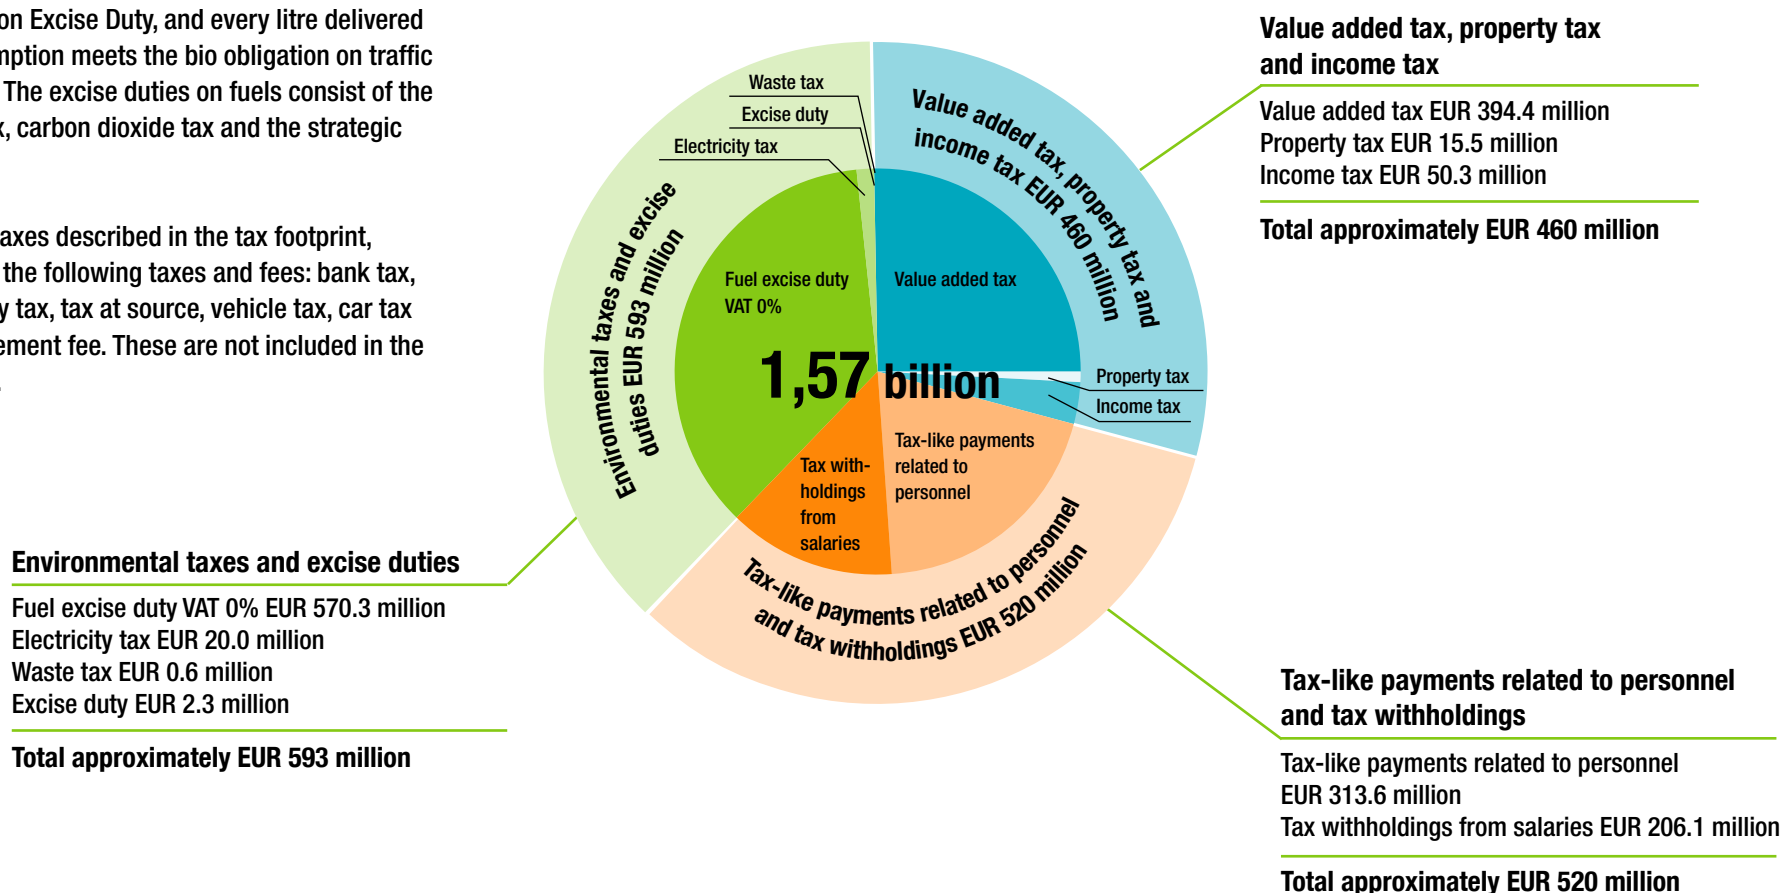 on Excise Duty, and every litre delivered
mption meets the bio obligation on traffic
The excise duties on fuels consist of the
x, carbon dioxide tax and the strategic
axes described in the tax footprint,
the following taxes and fees: bank tax,
y tax, tax at source, vehicle tax, car tax
ement fee. These are not included in the
Waste tax
Excise duty
Electricity tax
Environmental taxes and excise
duties EUR 593 million
Fuel excise duty
VAT 0%
Value added tax, property tax and
income tax EUR 460 million
Value added tax
1,57 billion
Property tax
Income tax
Tax with-
holdings
from
salaries
Tax-like payments
related to
personnel
Tax-like payments related to personnel
and tax withholdings EUR 520 million
Value added tax, property tax
and income tax
Value added tax EUR 394.4 million
Property tax EUR 15.5 million
Income tax EUR 50.3 million
Total approximately EUR 460 million
Environmental taxes and excise duties
Fuel excise duty VAT 0% EUR 570.3 million
Electricity tax EUR 20.0 million
Waste tax EUR 0.6 million
Excise duty EUR 2.3 million
Total approximately EUR 593 million
Tax-like payments related to personnel
and tax withholdings
Tax-like payments related to personnel
EUR 313.6 million
Tax withholdings from salaries EUR 206.1 million
Total approximately EUR 520 million